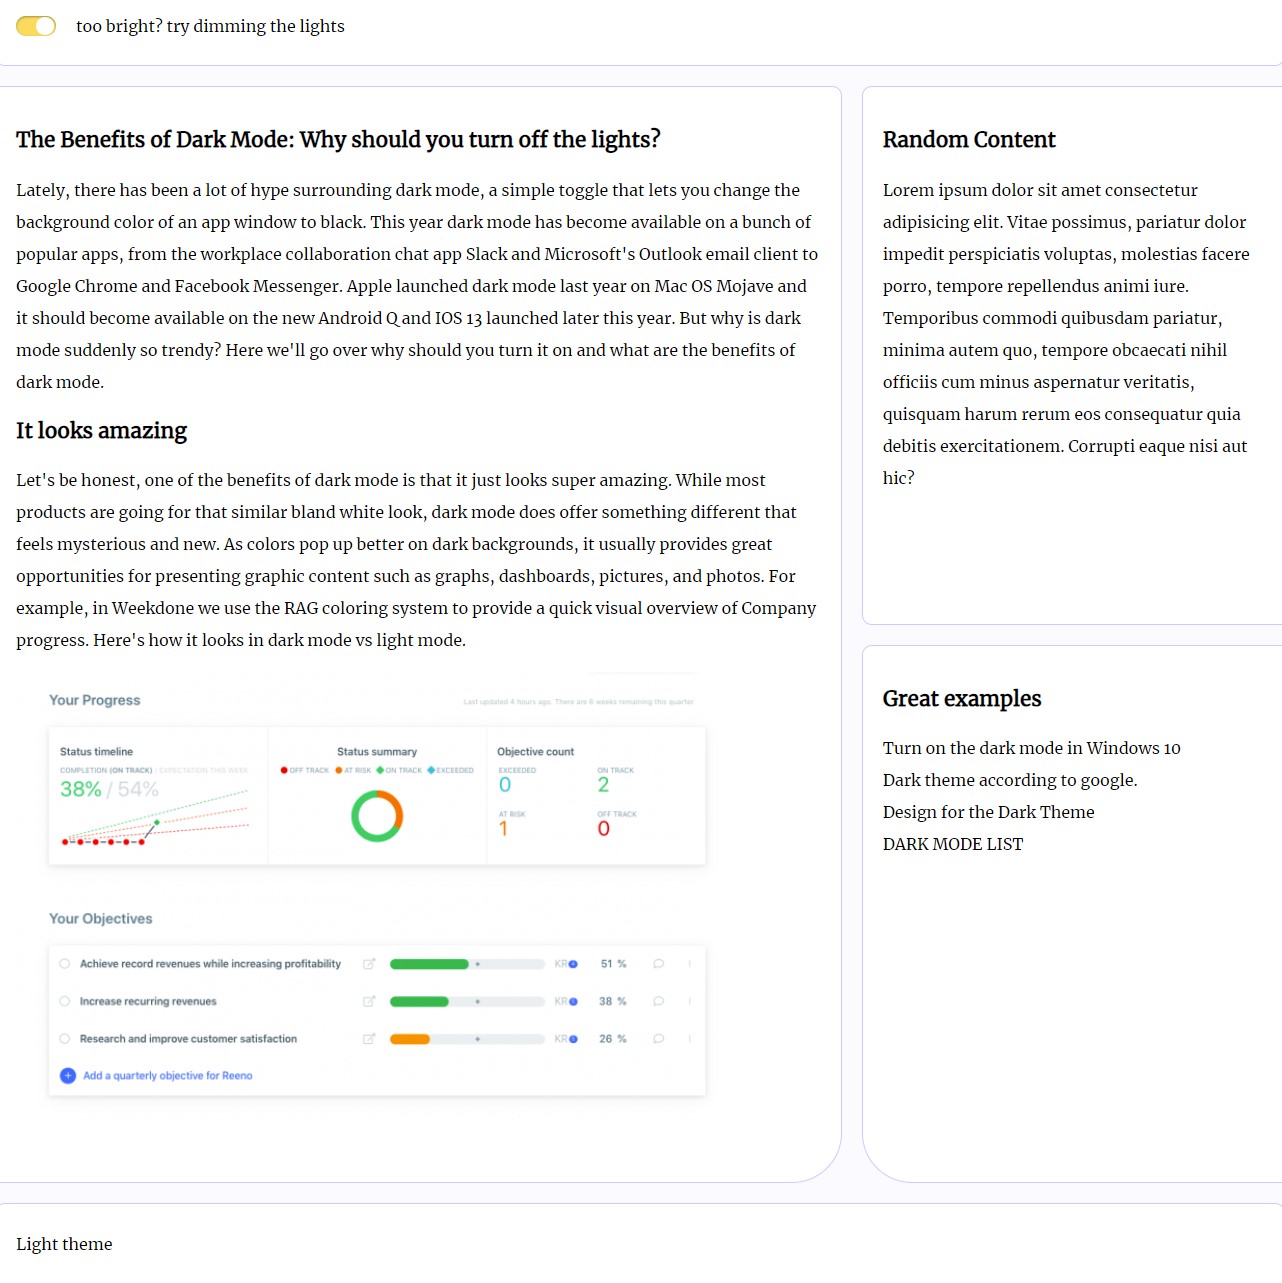 too bright? try dimming the lights
The Benefits of Dark Mode: Why should you turn off the lights?
Lately, there has been a lot of hype surrounding dark mode, a simple toggle that lets you change the
background color of an app window to black. This year dark mode has become available on a bunch of
popular apps, from the workplace collaboration chat app Slack and Microsoft's Outlook email client to
Google Chrome and Facebook Messenger. Apple launched dark mode last year on Mac OS Mojave and
it should become available on the new Android Q and IOS 13 launched later this year. But why is dark
mode suddenly so trendy? Here we'll go over why should you turn it on and what are the benefits of
dark mode.
It looks amazing
Let's be honest, one of the benefits of dark mode is that it just looks super amazing. While most
products are going for that similar bland white look, dark mode does offer something different that
feels mysterious and new. As colors pop up better on dark backgrounds, it usually provides great
opportunities for presenting graphic content such as graphs, dashboards, pictures, and photos. For
example, in Weekdone we use the RAG coloring system to provide a quick visual overview of Company
progress. Here's how it looks in dark mode vs light mode.
Your Progress
Last updated 4 hours ago. There are 6 weeks remaining this quarter
Status timeline
COMPLETION (ON TRACK) / EXPECTATION THIS WEEK
38% / 54%
Status summary
OFF TRACK AT RISK ON TRACK EXCEEDED
Objective count
EXCEEDED
0
ON TRACK
2
AT RISK
1
OFF TRACK
0
Your Objectives
Achieve record revenues while increasing profitability KR 51 %
Increase recurring revenues KR 38 %
Research and improve customer satisfaction KR 26 %
Add a quarterly objective for Reeno
Random Content
Lorem ipsum dolor sit amet consectetur
adipisicing elit. Vitae possimus, pariatur dolor
impedit perspiciatis voluptas, molestias facere
porro, tempore repellendus animi iure.
Temporibus commodi quibusdam pariatur,
minima autem quo, tempore obcaecati nihil
officiis cum minus aspernatur veritatis,
quisquam harum rerum eos consequatur quia
debitis exercitationem. Corrupti eaque nisi aut
hic?
Great examples
Turn on the dark mode in Windows 10
Dark theme according to google.
Design for the Dark Theme
DARK MODE LIST
Light theme